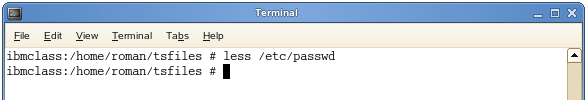 Terminal
File Edit View Terminal Tabs Help
ibmclass:/home/roman/tsfiles # less /etc/passwd
ibmclass:/home/roman/tsfiles #